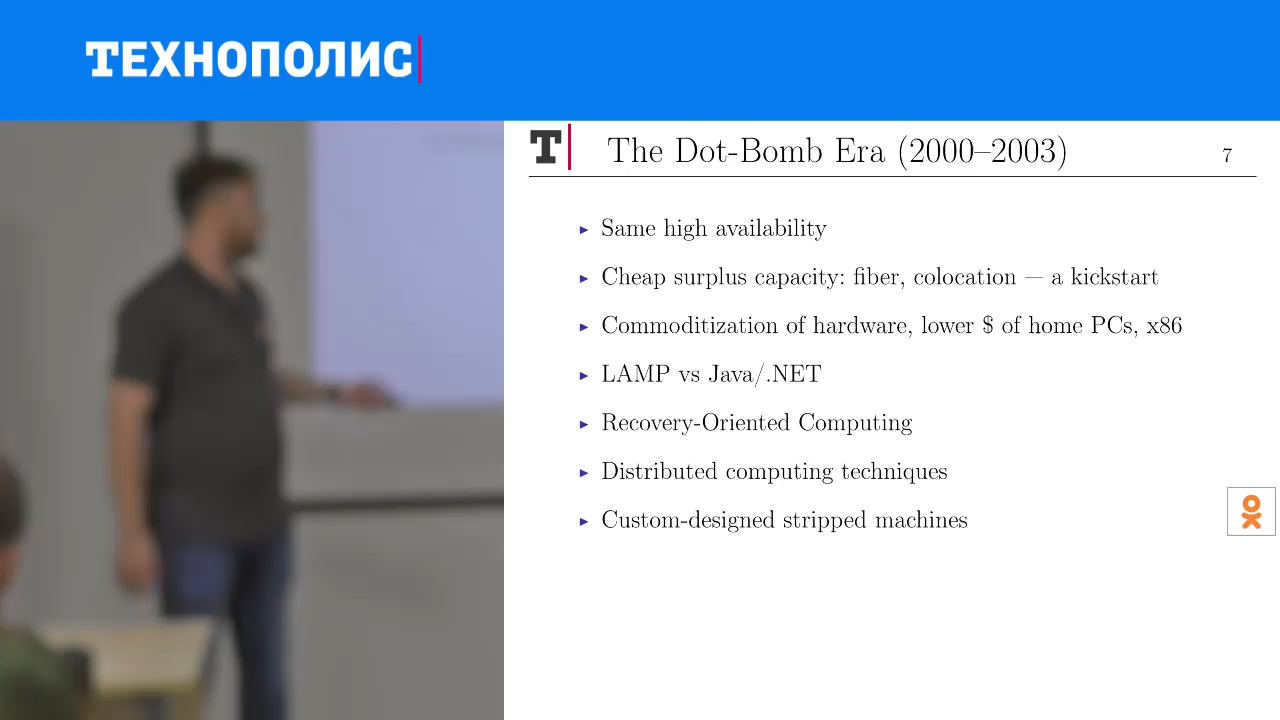 ТЕХНОПОЛИС
T The Dot-Bomb Era (2000–2003) 7
Same high availability
Cheap surplus capacity: fiber, colocation — a kickstart
Commoditization of hardware, lower $ of home PCs, x86
LAMP vs Java/.NET
Recovery-Oriented Computing
Distributed computing techniques
Custom-designed stripped machines